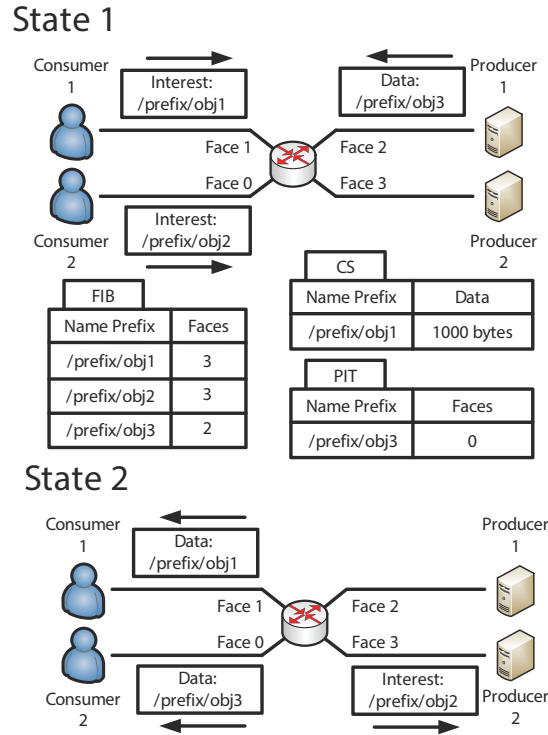 State 1
Consumer
1
Interest:
/prefix/obj1
Data:
/prefix/obj3
Producer
1
Face 1
Face 2
Face 0
Face 3
Consumer
2
Interest:
/prefix/obj2
Producer
2
FIB
Name Prefix Faces
/prefix/obj1 3
/prefix/obj2 3
/prefix/obj3 2
CS
Name Prefix Data
/prefix/obj1 1000 bytes
PIT
Name Prefix Faces
/prefix/obj3 0
State 2
Consumer
1
Data:
/prefix/obj1
Producer
1
Face 1
Face 2
Face 0
Face 3
Consumer
2
Data:
/prefix/obj3
Interest:
/prefix/obj2
Producer
2